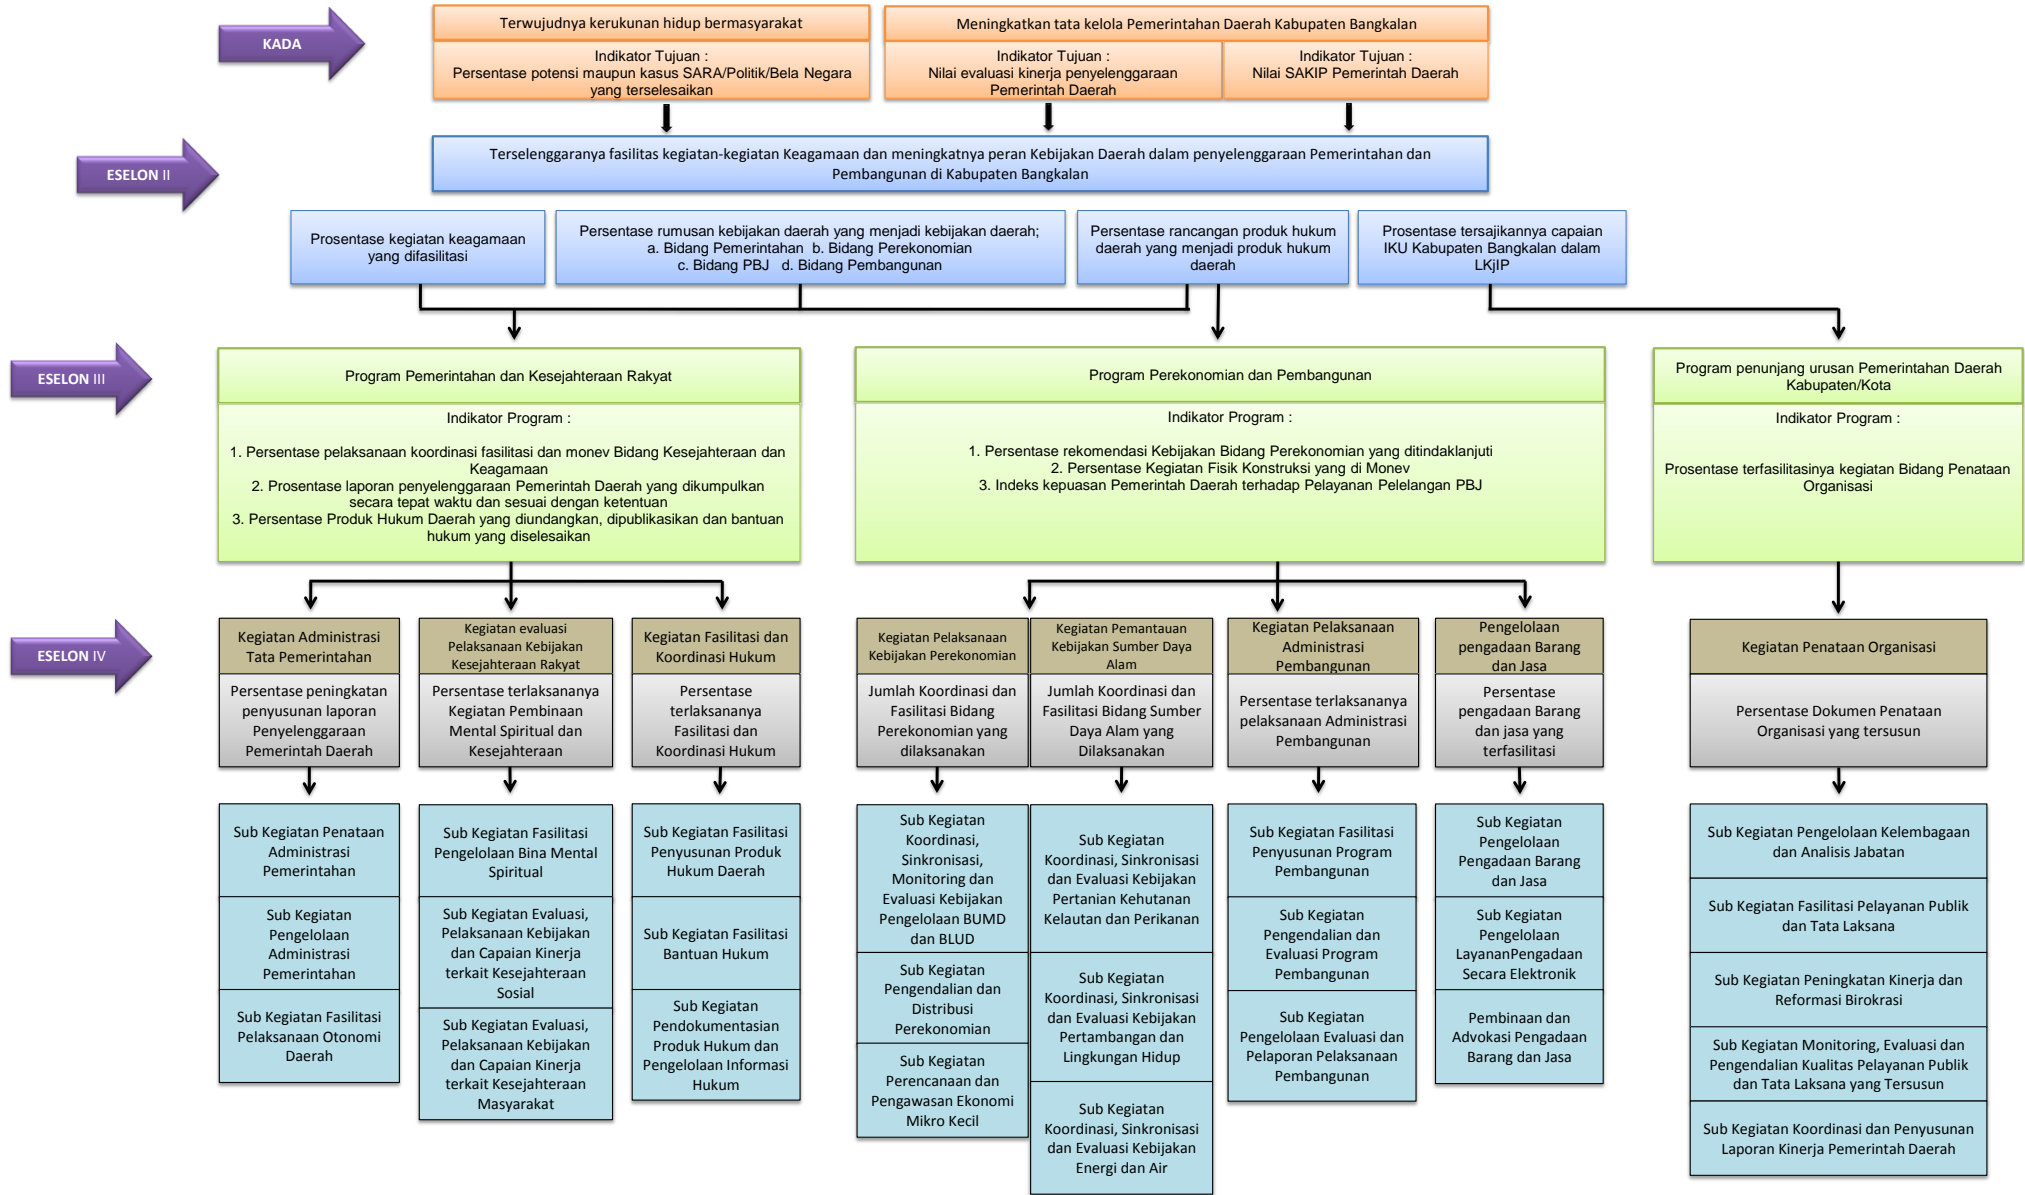 KADA
Terwujudnya kerukunan hidup bermasyarakat
Indikator Tujuan :
Persentase potensi maupun kasus SARA/Politik/Bela Negara
yang terselesaikan
Meningkatkan tata kelola Pemerintahan Daerah Kabupaten Bangkalan
Indikator Tujuan :
Nilai evaluasi kinerja penyelenggaraan
Pemerintah Daerah
Indikator Tujuan :
Nilai SAKIP Pemerintah Daerah
ESELON II
Terselenggaranya fasilitas kegiatan-kegiatan Keagamaan dan meningkatnya peran Kebijakan Daerah dalam penyelenggaraan Pemerintahan dan
Pembangunan di Kabupaten Bangkalan
Prosentase kegiatan keagamaan
yang difasilitasi
Persentase rumusan kebijakan daerah yang menjadi kebijakan daerah;
a. Bidang Pemerintahan b. Bidang Perekonomian
c. Bidang PBJ d. Bidang Pembangunan
Persentase rancangan produk hukum
daerah yang menjadi produk hukum
daerah
Prosentase tersajikannya capaian
IKU Kabupaten Bangkalan dalam
LKjIP
ESELON III
Program Pemerintahan dan Kesejahteraan Rakyat
Indikator Program :
1. Persentase pelaksanaan koordinasi fasilitasi dan monev Bidang Kesejahteraan dan
Keagamaan
2. Prosentase laporan penyelenggaraan Pemerintah Daerah yang dikumpulkan
secara tepat waktu dan sesuai dengan ketentuan
3. Persentase Produk Hukum Daerah yang diundangkan, dipublikasikan dan bantuan
hukum yang diselesaikan
Program Perekonomian dan Pembangunan
Indikator Program :
1. Persentase rekomendasi Kebijakan Bidang Perekonomian yang ditindaklanjuti
2. Persentase Kegiatan Fisik Konstruksi yang di Monev
3. Indeks kepuasan Pemerintah Daerah terhadap Pelayanan Pelelangan PBJ
Program penunjang urusan Pemerintahan Daerah
Kabupaten/Kota
Indikator Program :
Prosentase terfasilitasinya kegiatan Bidang Penataan
Organisasi
ESELON IV
Kegiatan Administrasi
Tata Pemerintahan
Persentase peningkatan
penyusunan laporan
Penyelenggaraan
Pemerintah Daerah
Sub Kegiatan Penataan
Administrasi
Pemerintahan
Sub Kegiatan
Pengelolaan
Administrasi
Pemerintahan
Sub Kegiatan Fasilitasi
Pelaksanaan Otonomi
Daerah
Kegiatan evaluasi
Pelaksanaan Kebijakan
Kesejahteraan Rakyat
Persentase terlaksananya
Kegiatan Pembinaan
Mental Spiritual dan
Kesejahteraan
Sub Kegiatan Fasilitasi
Pengelolaan Bina Mental
Spiritual
Sub Kegiatan Evaluasi,
Pelaksanaan Kebijakan
dan Capaian Kinerja
terkait Kesejahteraan
Sosial
Sub Kegiatan Evaluasi,
Pelaksanaan Kebijakan
dan Capaian Kinerja
terkait Kesejahteraan
Masyarakat
Kegiatan Fasilitasi dan
Koordinasi Hukum
Persentase
terlaksananya
Fasilitasi dan
Koordinasi Hukum
Sub Kegiatan Fasilitasi
Penyusunan Produk
Hukum Daerah
Sub Kegiatan Fasilitasi
Bantuan Hukum
Sub Kegiatan
Pendokumentasian
Produk Hukum dan
Pengelolaan Informasi
Hukum
Kegiatan Pelaksanaan
Kebijakan Perekonomian
Jumlah Koordinasi dan
Fasilitasi Bidang
Perekonomian yang
dilaksanakan
Sub Kegiatan
Koordinasi,
Sinkronisasi,
Monitoring dan
Evaluasi Kebijakan
Pengelolaan BUMD
dan BLUD
Sub Kegiatan
Pengendalian dan
Distribusi
Perekonomian
Sub Kegiatan
Perencanaan dan
Pengawasan Ekonomi
Mikro Kecil
Kegiatan Pemantauan
Kebijakan Sumber Daya
Alam
Jumlah Koordinasi dan
Fasilitasi Bidang Sumber
Daya Alam yang
Dilaksanakan
Sub Kegiatan
Koordinasi, Sinkronisasi
dan Evaluasi Kebijakan
Pertanian Kehutanan
Kelautan dan Perikanan
Sub Kegiatan
Koordinasi, Sinkronisasi
dan Evaluasi Kebijakan
Pertambangan dan
Lingkungan Hidup
Sub Kegiatan
Koordinasi, Sinkronisasi
dan Evaluasi Kebijakan
Energi dan Air
Kegiatan Pelaksanaan
Administrasi
Pembangunan
Persentase terlaksananya
pelaksanaan Administrasi
Pembangunan
Sub Kegiatan Fasilitasi
Penyusunan Program
Pembangunan
Sub Kegiatan
Pengendalian dan
Evaluasi Program
Pembangunan
Sub Kegiatan
Pengelolaan Evaluasi dan
Pelaporan Pelaksanaan
Pembangunan
Pengelolaan
pengadaan Barang
dan Jasa
Persentase
pengadaan Barang
dan jasa yang
terfasilitasi
Sub Kegiatan
Pengelolaan
Pengadaan Barang
dan Jasa
Sub Kegiatan
Pengelolaan
LayananPengadaan
Secara Elektronik
Pembinaan dan
Advokasi Pengadaan
Barang dan Jasa
Kegiatan Penataan Organisasi
Persentase Dokumen Penataan
Organisasi yang tersusun
Sub Kegiatan Pengelolaan Kelembagaan
dan Analisis Jabatan
Sub Kegiatan Fasilitasi Pelayanan Publik
dan Tata Laksana
Sub Kegiatan Peningkatan Kinerja dan
Reformasi Birokrasi
Sub Kegiatan Monitoring, Evaluasi dan
Pengendalian Kualitas Pelayanan Publik
dan Tata Laksana yang Tersusun
Sub Kegiatan Koordinasi dan Penyusunan
Laporan Kinerja Pemerintah Daerah